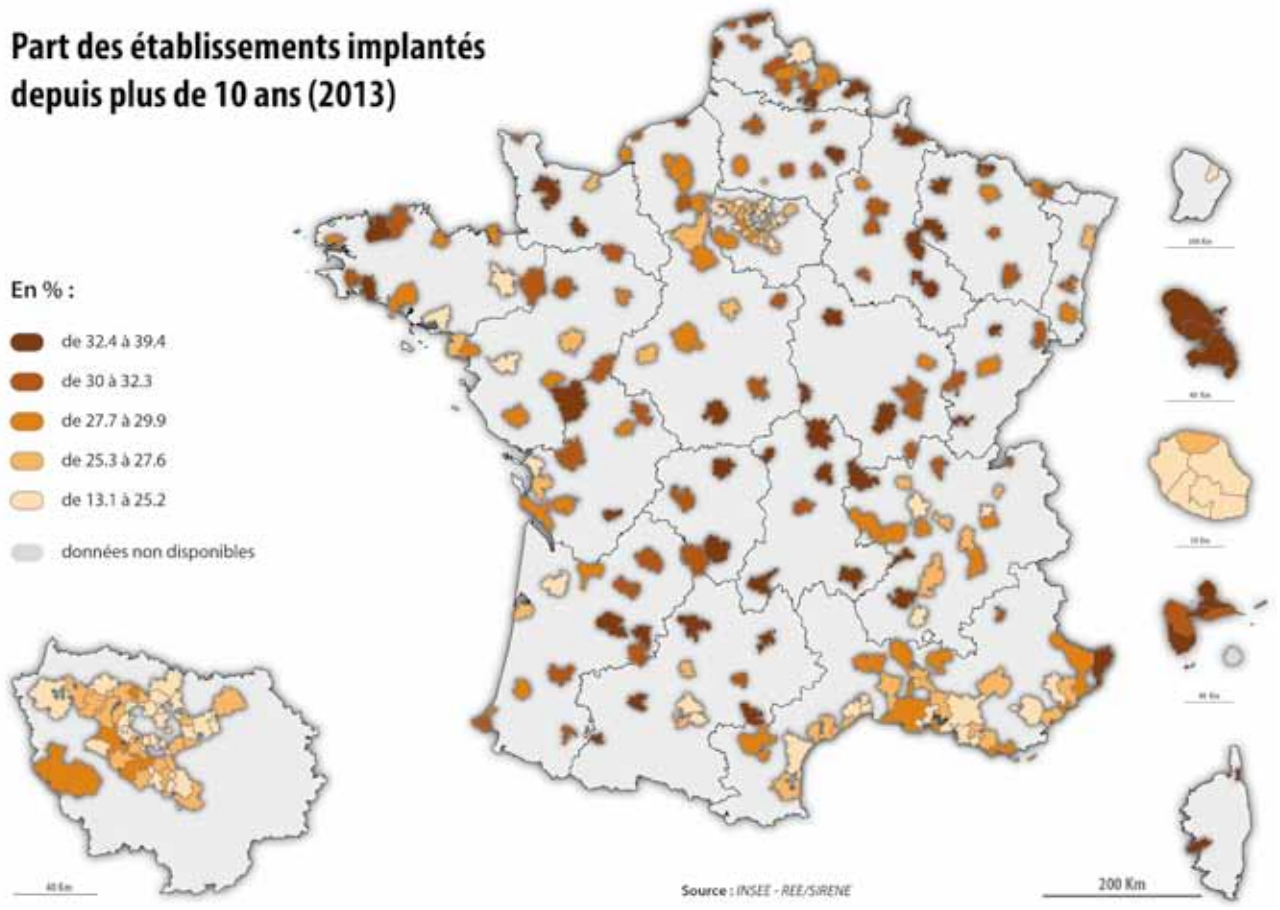 Part des établissements implantés
depuis plus de 10 ans (2013)
En % :
de 32.4 à 39.4
de 30 à 32.3
de 27.7 à 29.9
de 25.3 à 27.6
de 13.1 à 25.2
données non disponibles
40 Km
Source : INSEE - REE/SIRENE
200 Km